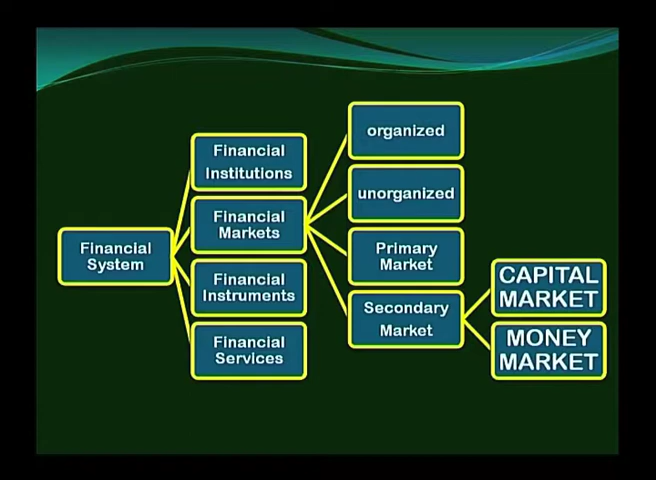 Financial
System
Financial
Institutions
Financial
Markets
Financial
Instruments
Financial
Services
organized
unorganized
Primary
Market
Secondary
Market
CAPITAL
MARKET
MONEY
MARKET